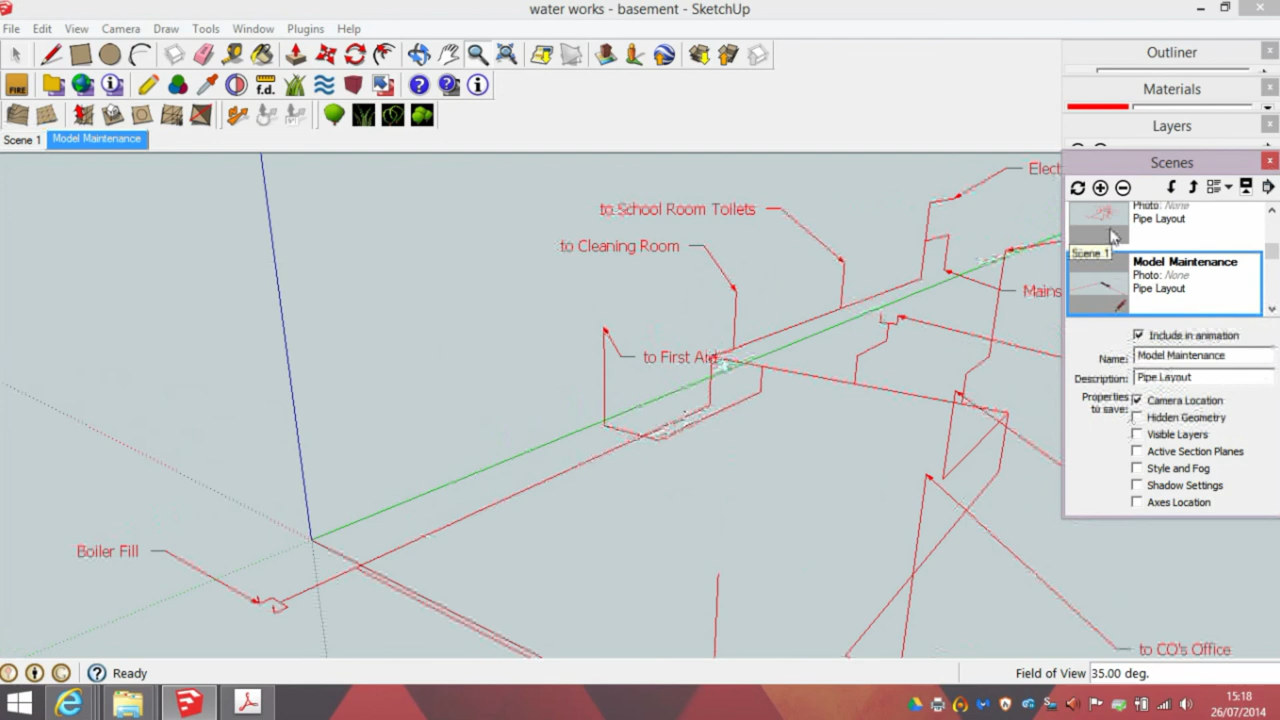 water works - basement - SketchUp
File Edit View Camera Draw Tools Window Plugins Help
FIRE f.d.
Scene 1 Model Maintenance
Outliner
Materials
Layers
Scenes
Photo: None
Pipe Layout
Scene 1
Model Maintenance
Photo: None
Pipe Layout
Include in animation
Name: Model Maintenance
Description: Pipe Layout
Properties to save:
Camera Location
Hidden Geometry
Visible Layers
Active Section Planes
Style and Fog
Shadow Settings
Axes Location
Elect
to School Room Toilets
to Cleaning Room
Mains
to First Aid
Boiler Fill
to CO's Office
Ready
Field of View 35.00 deg.
15:18
26/07/2014